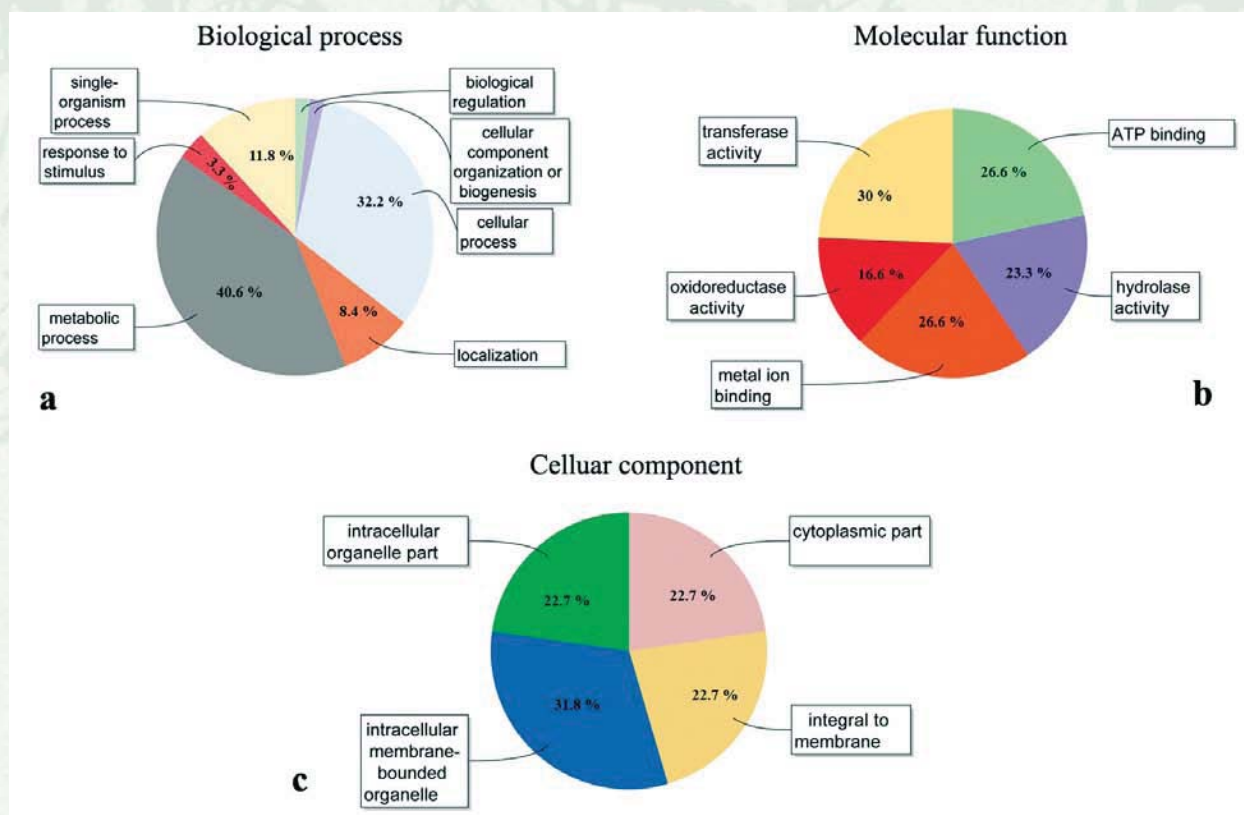 Biological process
single-
organism
process
response to
stimulus
metabolic
process
biological
regulation
cellular
component
organization or
biogenesis
cellular
process
localization
11.8 %
3.3 %
32.2 %
40.6 %
8.4 %
a
Molecular function
transferase
activity
oxidoreductase
activity
metal ion
binding
ATP binding
hydrolase
activity
30 %
26.6 %
16.6 %
23.3 %
26.6 %
b
Celluar component
intracellular
organelle part
intracellular
membrane-
bounded
organelle
cytoplasmic part
integral to
membrane
22.7 %
22.7 %
31.8 %
22.7 %
c